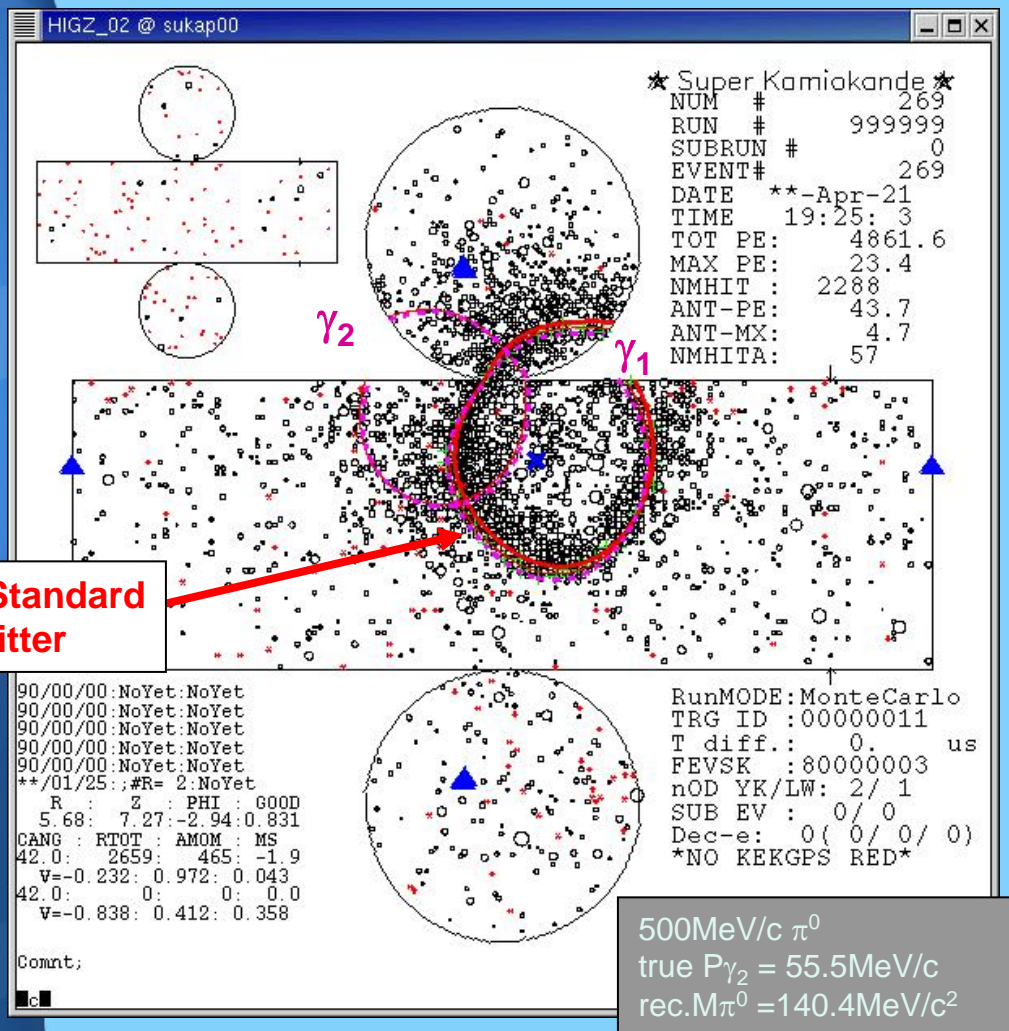 HIGZ_02 @ sukap00
Super Kamiokande
NUM # 269
RUN # 999999
SUBRUN # 0
EVENT# 269
DATE **-Apr-21
TIME 19:25: 3
TOT PE: 4861.6
MAX PE: 23.4
NMHIT : 2288
ANT-PE: 43.7
ANT-MX: 4.7
NMHITA: 57
γ2
γ1
Standard
itter
90/00/00:NoYet:NoYet
90/00/00:NoYet:NoYet
90/00/00:NoYet:NoYet
90/00/00:NoYet:NoYet
90/00/00:NoYet:NoYet
**/01/25:;#R= 2:NoYet
R : Z : PHI : GOOD
5.68: 7.27:-2.94:0.831
CANG : RTOT : AMOM : MS
42.0: 2659: 465: -1.9
V=-0.232: 0.972: 0.043
42.0: 0: 0: 0.0
V=-0.838: 0.412: 0.358
Comnt;
c
RunMODE:MonteCarlo
TRG ID :00000011
T diff.: 0. us
FEVSK :80000003
nOD YK/LW: 2/ 1
SUB EV : 0/ 0
Dec-e: 0( 0/ 0/ 0)
*NO KEKGPS RED*
500MeV/c π⁰
true Pγ₂ = 55.5MeV/c
rec.Mπ⁰ =140.4MeV/c²